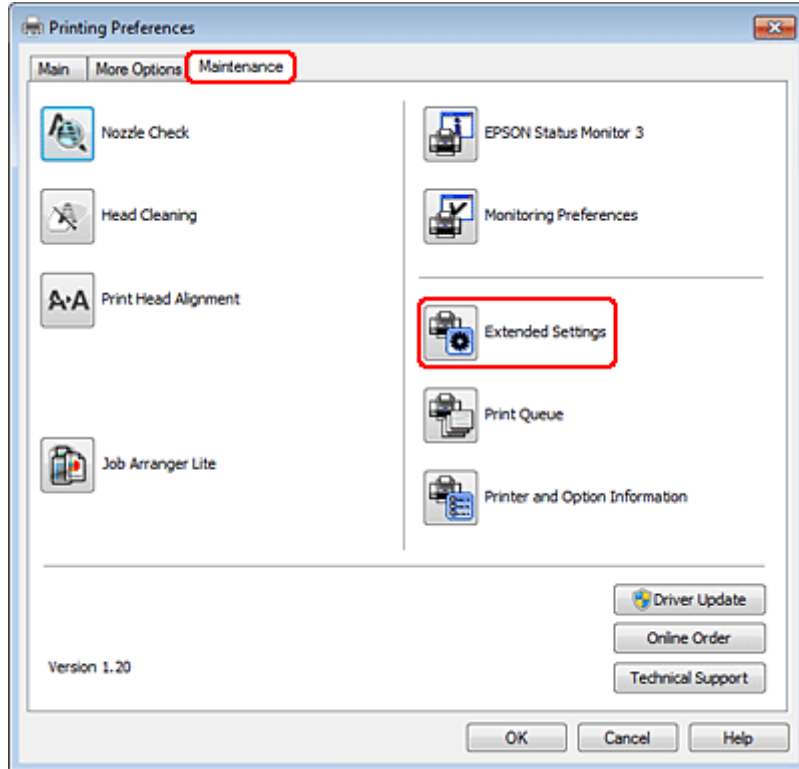 Printing Preferences
Main
More Options
Maintenance
Nozzle Check
Head Cleaning
A·A
Print Head Alignment
Job Arranger Lite
EPSON Status Monitor 3
Monitoring Preferences
Extended Settings
Print Queue
Printer and Option Information
Driver Update
Online Order
Technical Support
Version 1.20
OK
Cancel
Help